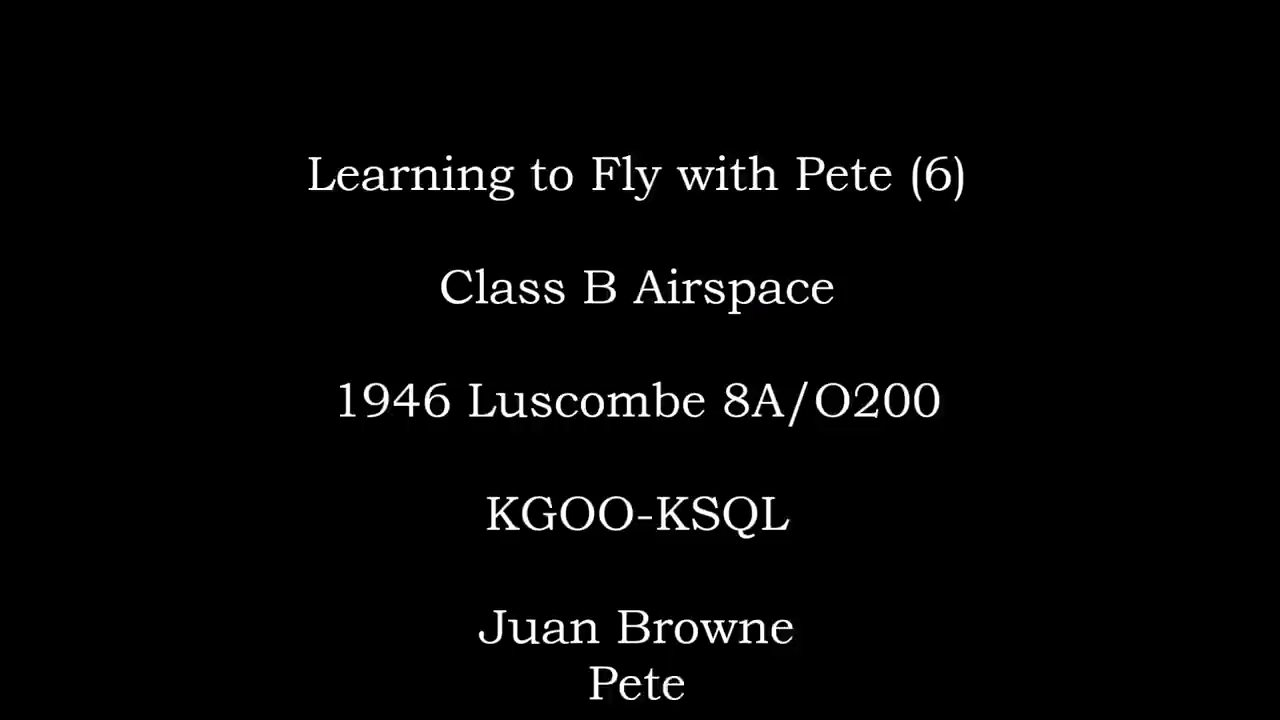 Learning to Fly with Pete (6)
Class B Airspace
1946 Luscombe 8A/O200
KGOO-KSQL
Juan Browne
Pete